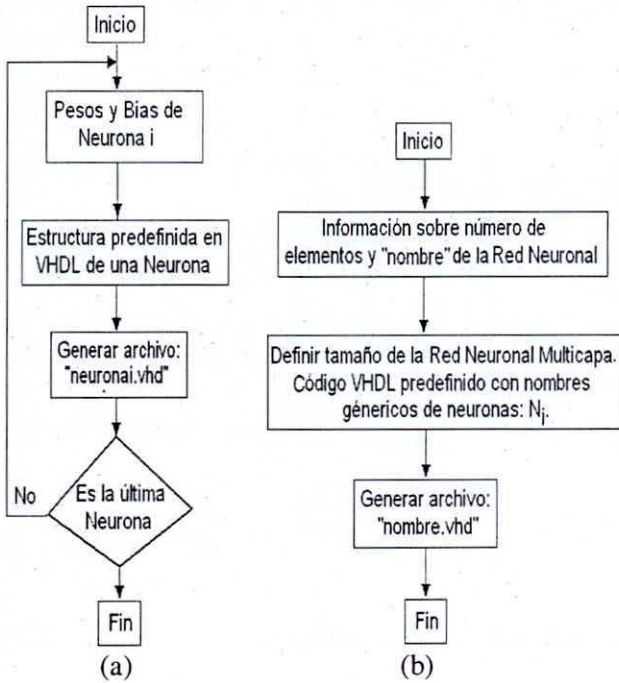 Inicio
Pesos y Bias de
Neurona i
Estructura predefinida en
VHDL de una Neurona
Generar archivo:
"neuronai.vhd"
No
Es la última
Neurona
Fin
(a)
Inicio
Información sobre número de
elementos y "nombre" de la Red Neuronal
Definir tamaño de la Red Neuronal Multicapa.
Código VHDL predefinido con nombres
génericos de neuronas: Ni.
Generar archivo:
"nombre.vhd"
Fin
(b)